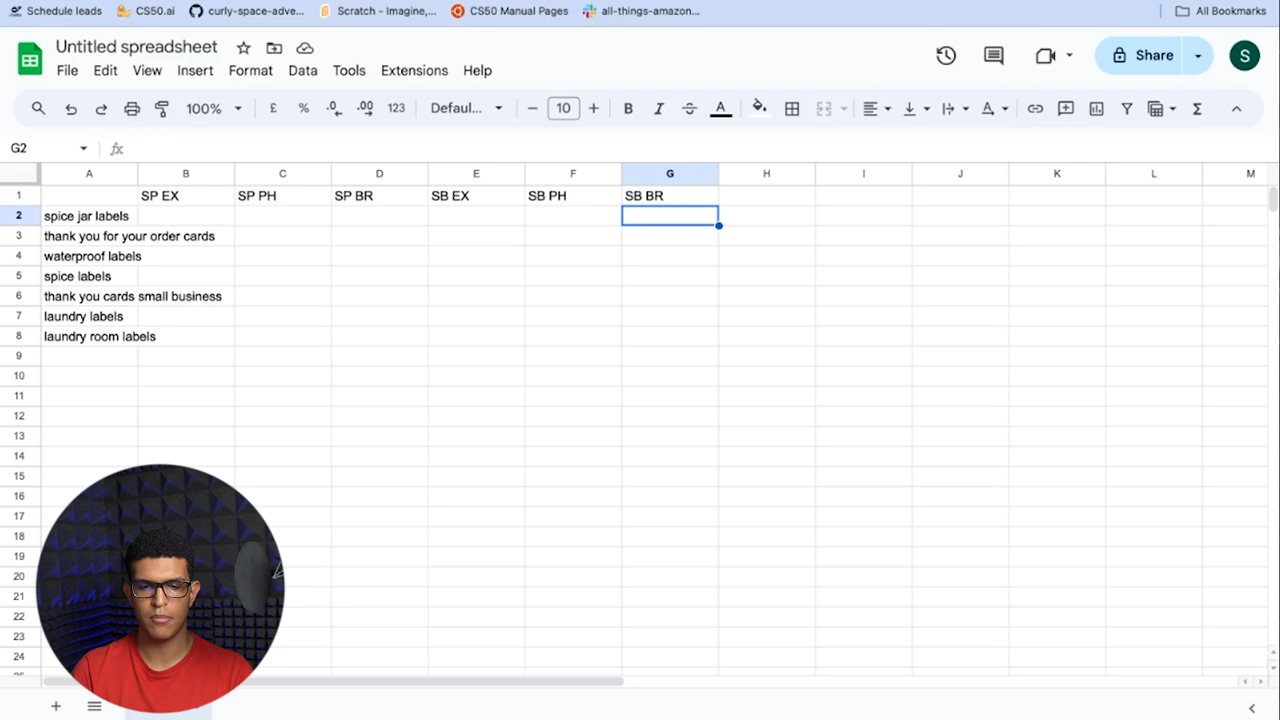 Schedule leads CS50.ai curly-space-adve... Scratch - Imagine,... CS50 Manual Pages all-things-amazon... All Bookmarks
Untitled spreadsheet
File Edit View Insert Format Data Tools Extensions Help
Share S
100% £ % .0 .00 123 Defaul... 10 B I S A Σ
G2 fx
A B C D E F G H I J K L M
1 SP EX SP PH SP BR SB EX SB PH SB BR
2 spice jar labels
3 thank you for your order cards
4 waterproof labels
5 spice labels
6 thank you cards small business
7 laundry labels
8 laundry room labels
9
10
11
12
13
14
15
16
17
18
19
20
21
22
23
24